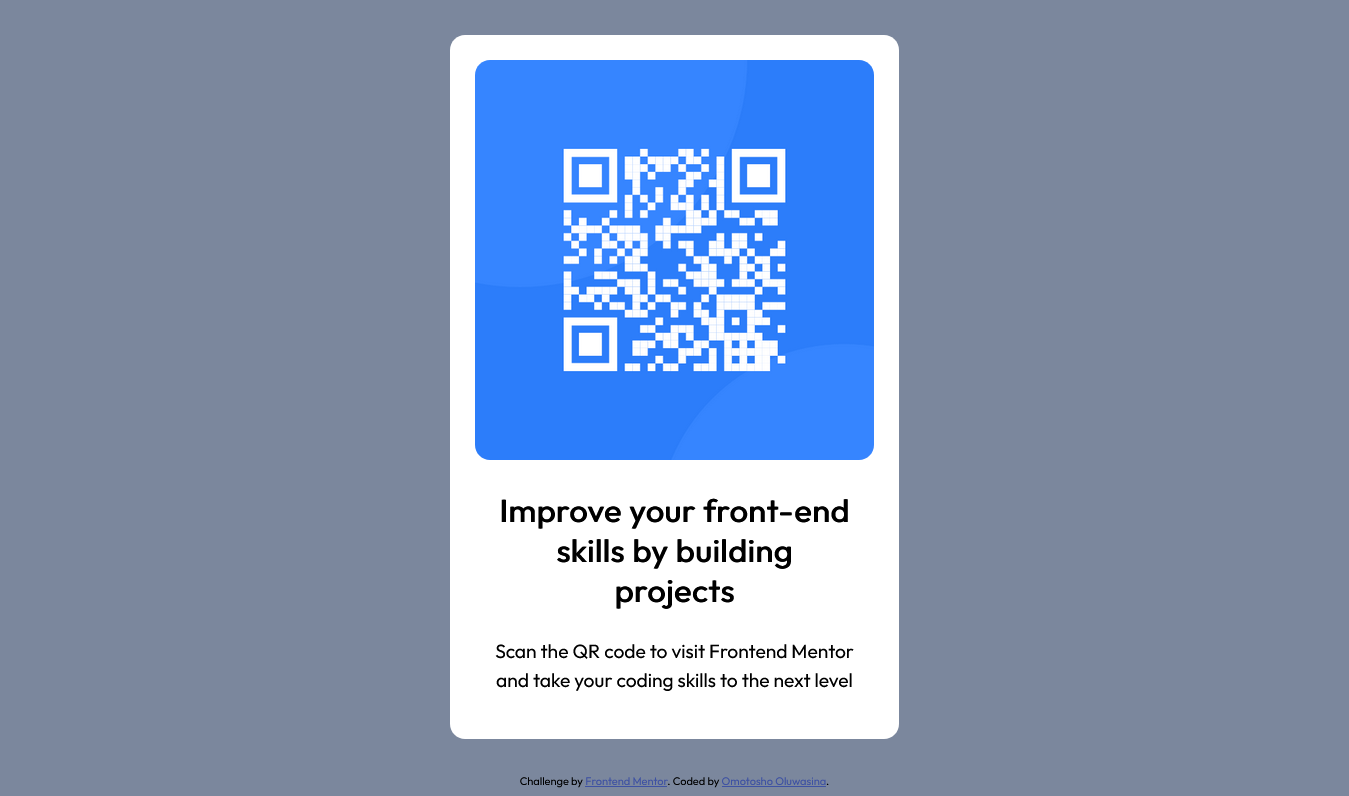 Improve your front-end
skills by building
projects
Scan the QR code to visit Frontend Mentor
and take your coding skills to the next level
Challenge by Frontend Mentor. Coded by Omotosho Oluwasina.